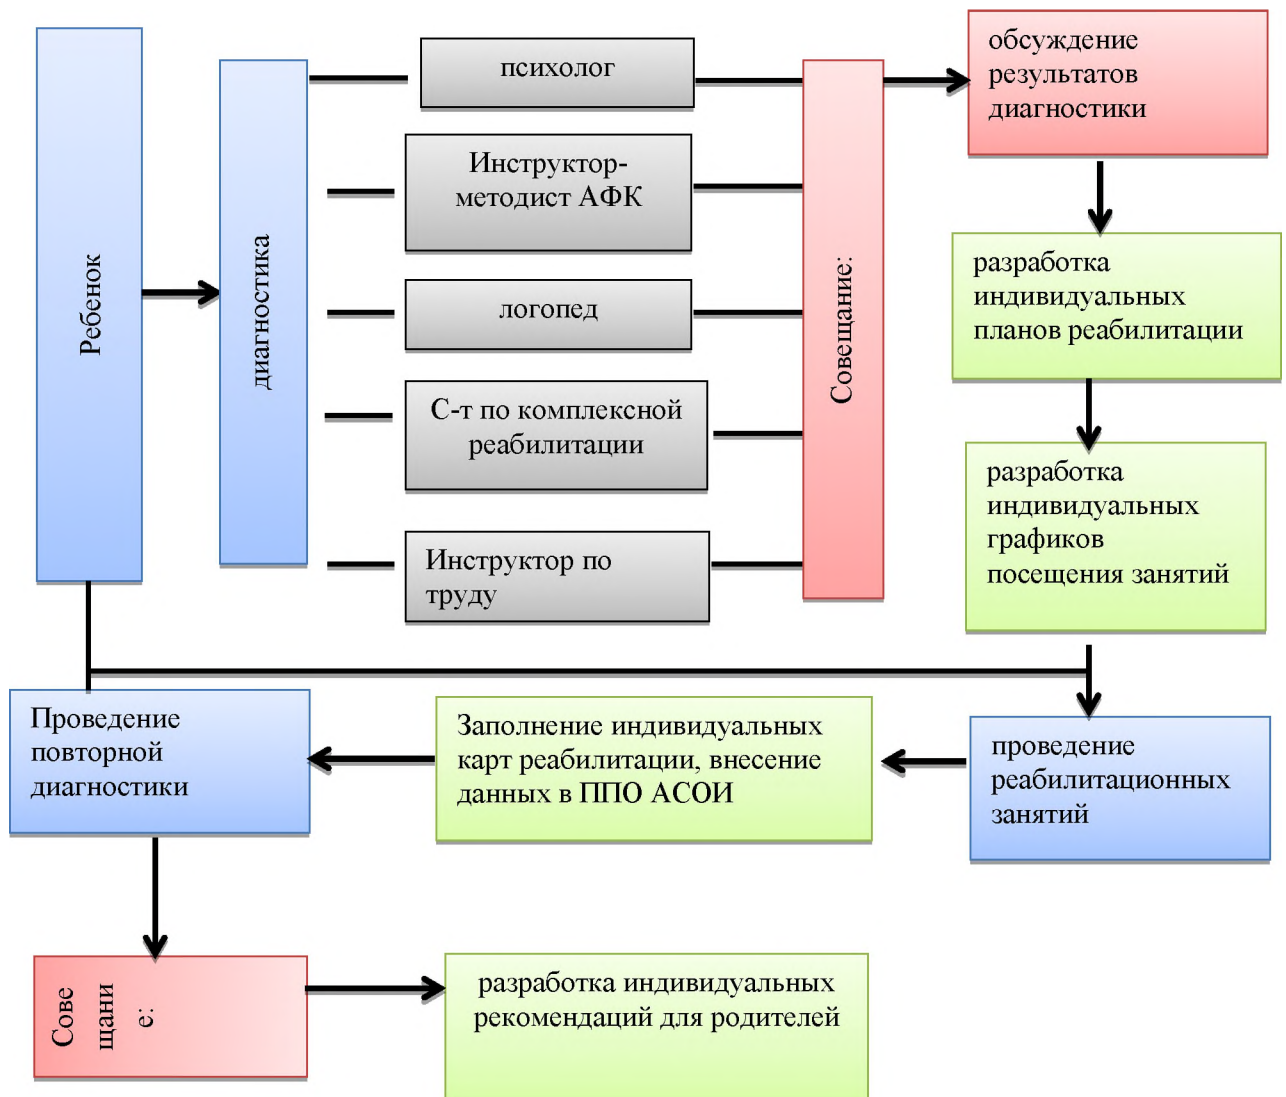 Ребенок
диагностика
психолог
Инструктор-
методист АФК
логопед
С-т по комплексной
реабилитации
Инструктор по
труду
Совещание:
обсуждение
результатов
диагностики
разработка
индивидуальных
планов реабилитации
разработка
индивидуальных
графиков
посещения занятий
проведение
реабилитационных
занятий
Заполнение индивидуальных
карт реабилитации, внесение
данных в ППО АСОИ
Проведение
повторной
диагностики
Сове
щани
е:
разработка индивидуальных
рекомендаций для родителей